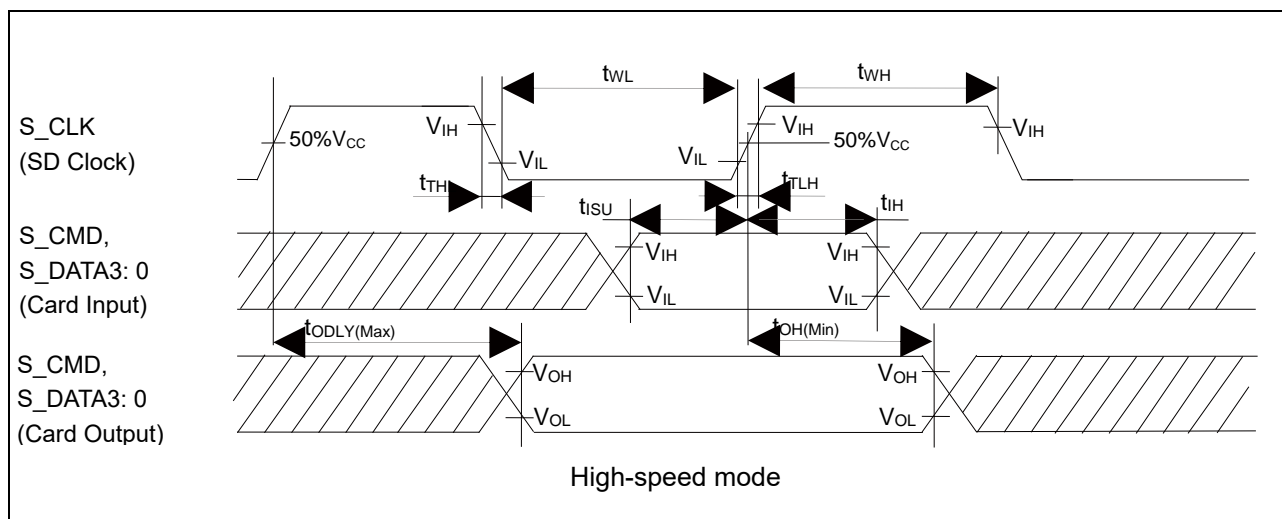 tWL
tWH
S_CLK
(SD Clock)
50%VCC
VIH
VIL
VIL
VIH
50%VCC
VIH
tTHL
tTLH
tISU
tIH
S_CMD,
S_DATA3: 0
(Card Input)
VIH
VIL
VIH
VIL
tODLY(Max)
tOH(Min)
S_CMD,
S_DATA3: 0
(Card Output)
VOH
VOL
VOH
VOL
High-speed mode